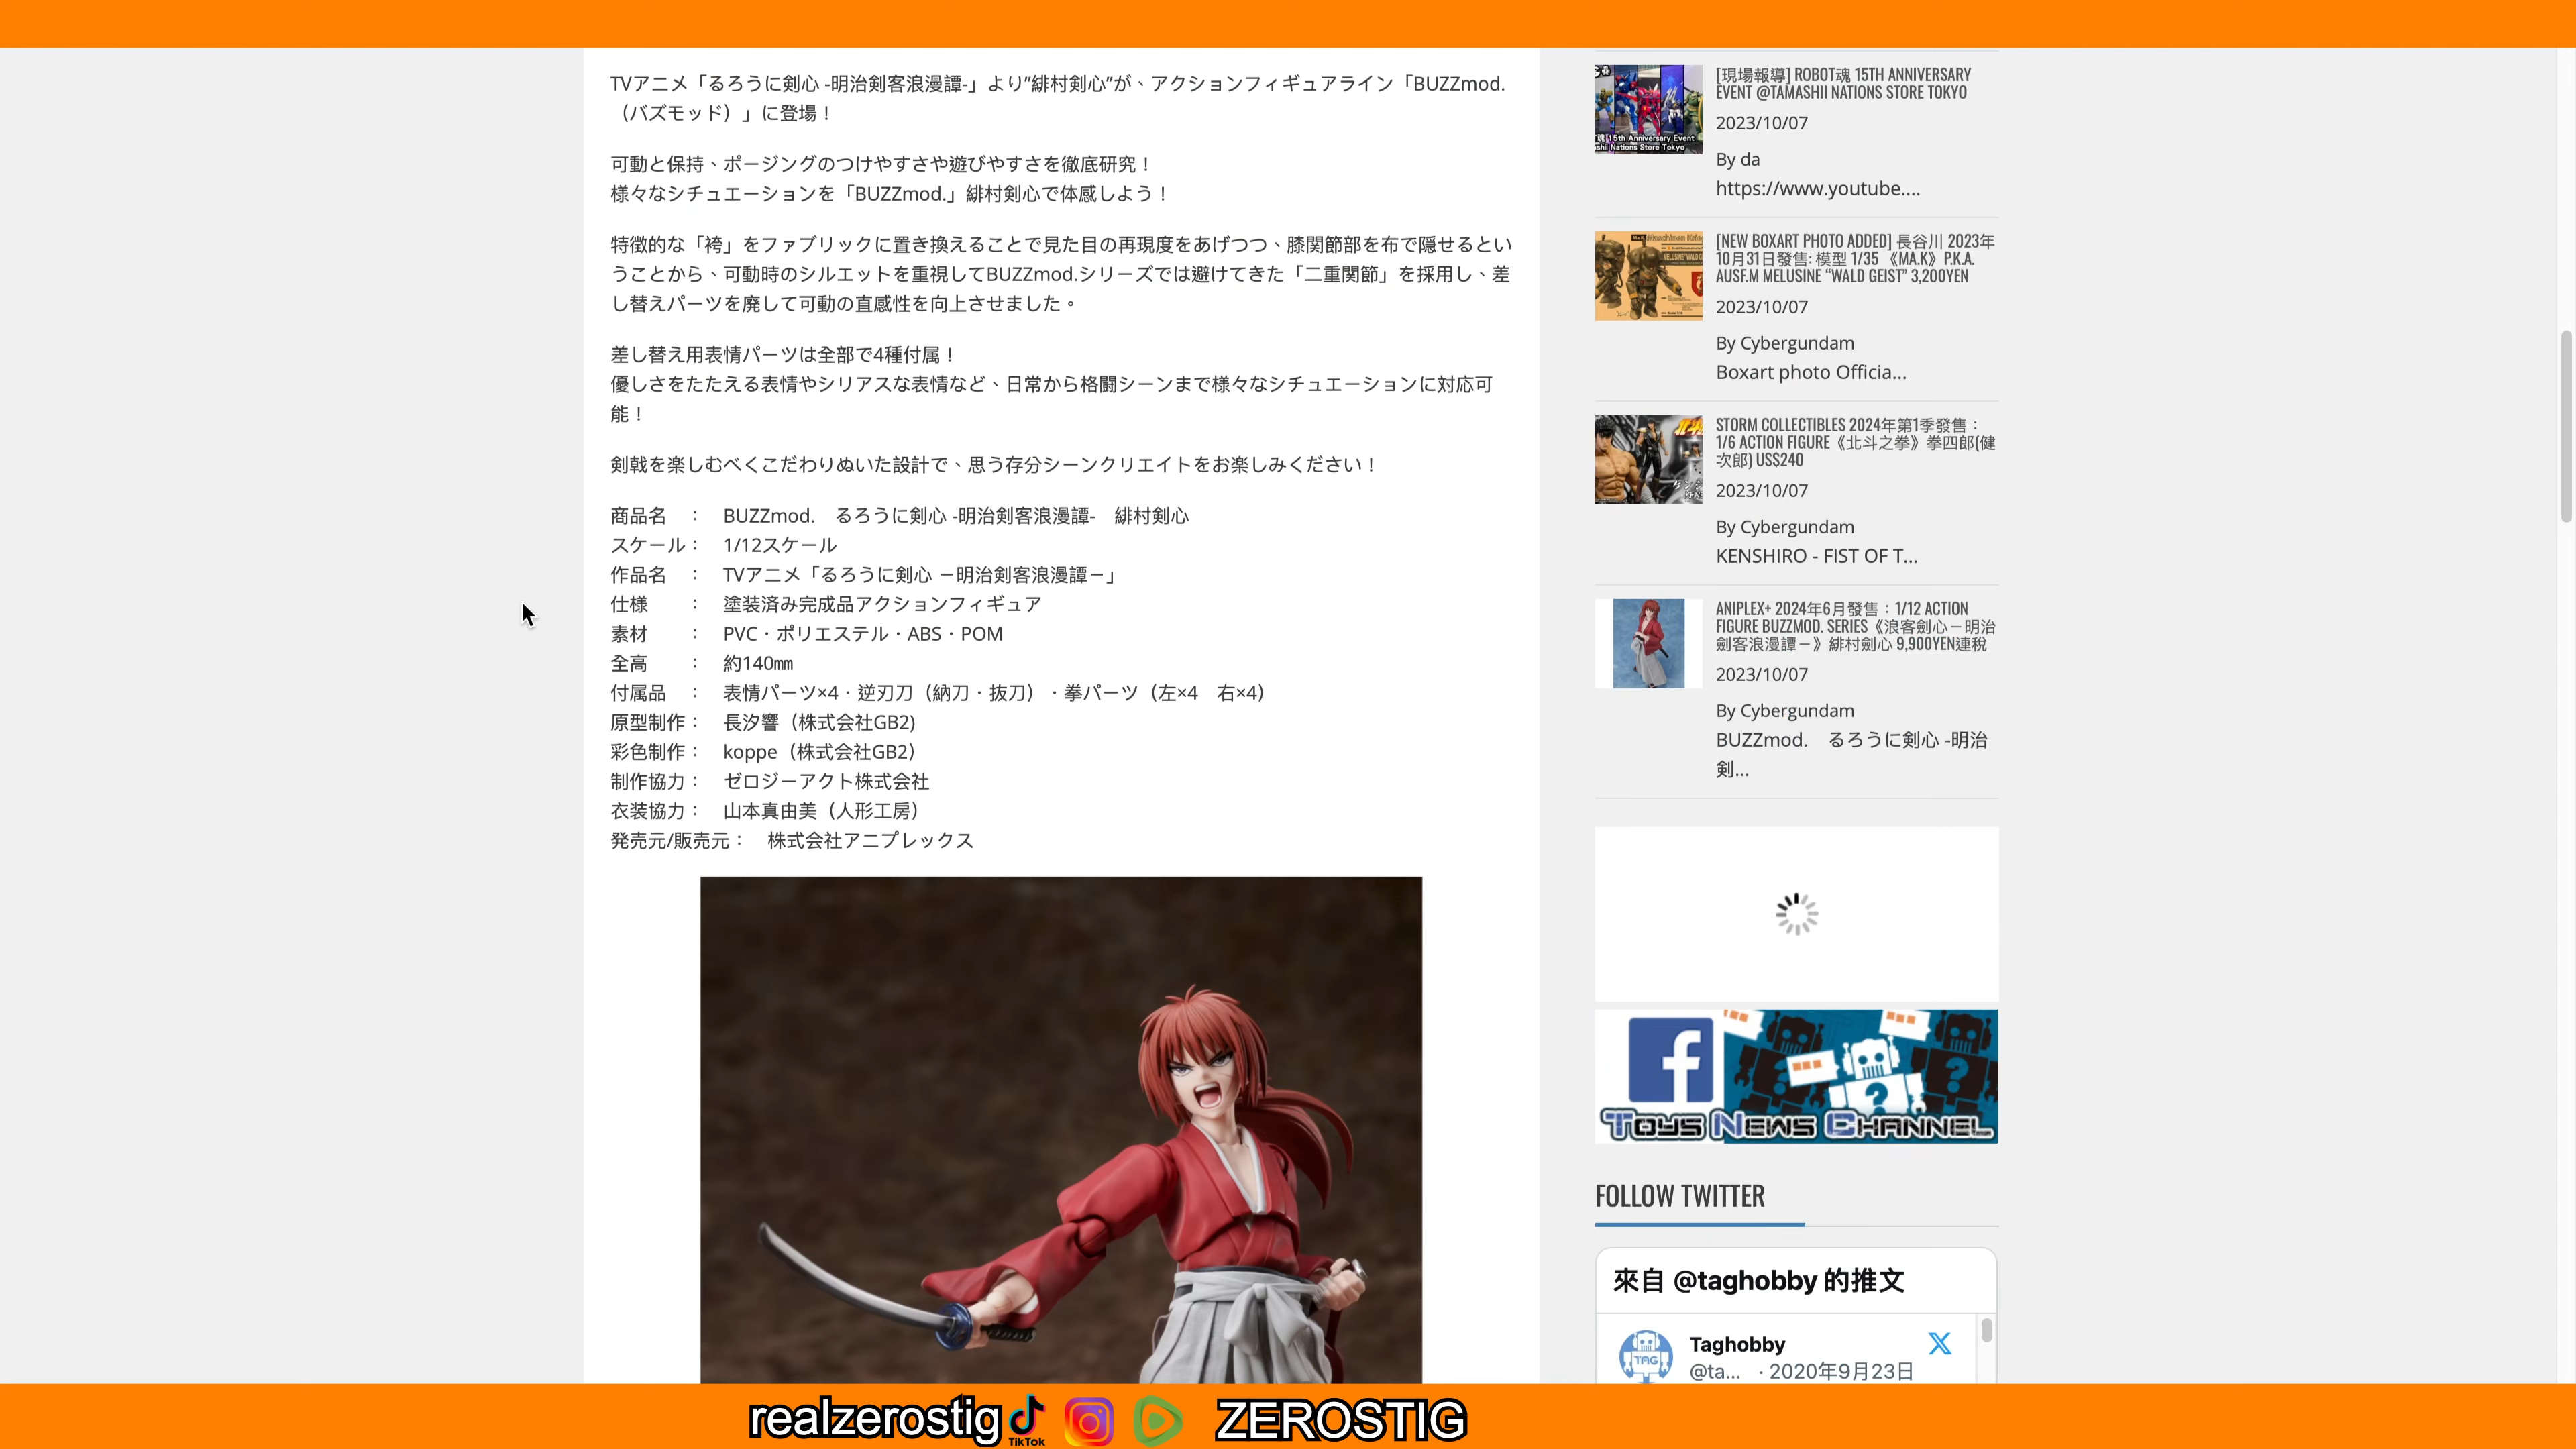 TVアニメ「るろうに剣心 -明治剣客浪漫譚-」より”緋村剣心”が、アクションフィギュアライン「BUZZmod.
（バズモッド）」に登場！
可動と保持、ポージングのつけやすさや遊びやすさを徹底研究！
様々なシチュエーションを「BUZZmod.」緋村剣心で体感しよう！
特徴的な「袴」をファブリックに置き換えることで見た目の再現度をあげつつ、膝関節部を布で隠せるとい
うことから、可動時のシルエットを重視してBUZZmod.シリーズでは避けてきた「二重関節」を採用し、差
し替えパーツを廃して可動の直感性を向上させました。
差し替え用表情パーツは全部で4種付属！
優しさをたたえる表情やシリアスな表情など、日常から格闘シーンまで様々なシチュエーションに対応可
能！
剣戟を楽しむべくこだわりぬいた設計で、思う存分シーンクリエイトをお楽しみください！
商品名　：　BUZZmod.　るろうに剣心 -明治剣客浪漫譚-　緋村剣心
スケール：　1/12スケール
作品名　：　TVアニメ「るろうに剣心 －明治剣客浪漫譚－」
仕様　　：　塗装済み完成品アクションフィギュア
素材　　：　PVC・ポリエステル・ABS・POM
全高　　：　約140㎜
付属品　：　表情パーツ×4・逆刃刀（納刀・抜刀）・拳パーツ（左×4　右×4）
原型制作：　長汐響（株式会社GB2)
彩色制作：　koppe（株式会社GB2）
制作協力：　ゼロジーアクト株式会社
衣装協力：　山本真由美（人形工房）
発売元/販売元：　株式会社アニプレックス
[現場報導] ROBOT魂 15TH ANNIVERSARY
EVENT @TAMASHII NATIONS STORE TOKYO
2023/10/07
By da
https://www.youtube....
魂 15th Anniversary Event
shii Nations Store Tokyo
[NEW BOXART PHOTO ADDED] 長谷川 2023年
10月31日發售: 模型 1/35 《MA.K》P.K.A.
AUSF.M MELUSINE “WALD GEIST” 3,200YEN
2023/10/07
By Cybergundam
Boxart photo Officia...
STORM COLLECTIBLES 2024年第1季發售：
1/6 ACTION FIGURE《北斗之拳》拳四郎(健
次郎) US$240
2023/10/07
By Cybergundam
KENSHIRO - FIST OF T...
ANIPLEX+ 2024年6月發售：1/12 ACTION
FIGURE BUZZMOD. SERIES《浪客劍心－明治
劍客浪漫譚－》緋村劍心 9,900YEN連稅
2023/10/07
By Cybergundam
BUZZmod.　るろうに剣心 -明治
剣...
TOYS NEWS CHANNEL
FOLLOW TWITTER
來自 @taghobby 的推文
TAG
Taghobby
@ta... · 2020年9月23日
realzerostig
TikTok
ZEROSTIG